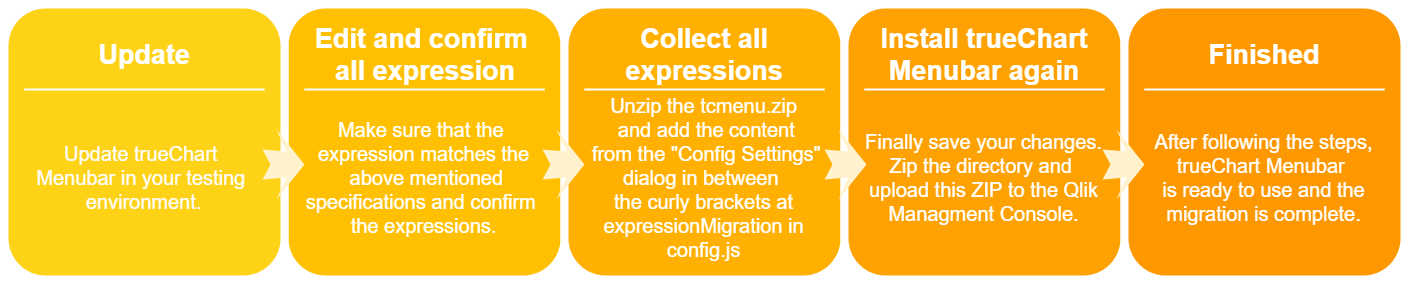 Update
Update trueChart
Menubar in your testing
environment.
Edit and confirm
all expression
Make sure that the
expression matches the
above mentioned
specifications and confirm
the expressions.
Collect all
expressions
Unzip the tcmenu.zip
and add the content
from the "Config Settings"
dialog in between
the curly brackets at
expressionMigration in
config.js
Install trueChart
Menubar again
Finally save your changes.
Zip the directory and
upload this ZIP to the Qlik
Managment Console.
Finished
After following the steps,
trueChart Menubar
is ready to use and the
migration is complete.